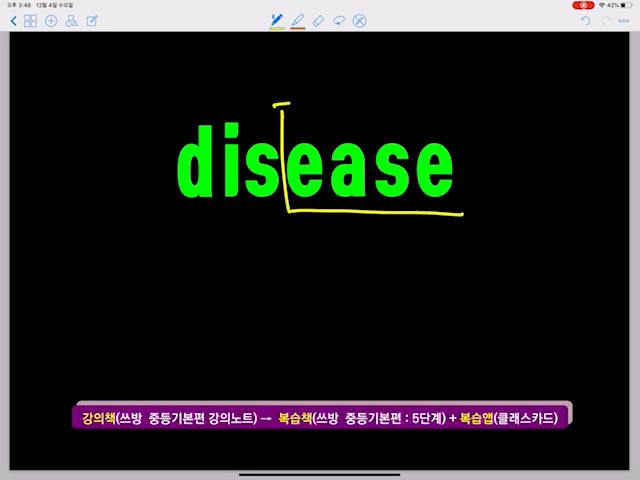 오후 3:46 12월 4일 수요일 42%
disease
강의책(쓰방 중등기본편 강의노트) → 복습책(쓰방 중등기본편 : 5단계) + 복습앱(클래스카드)